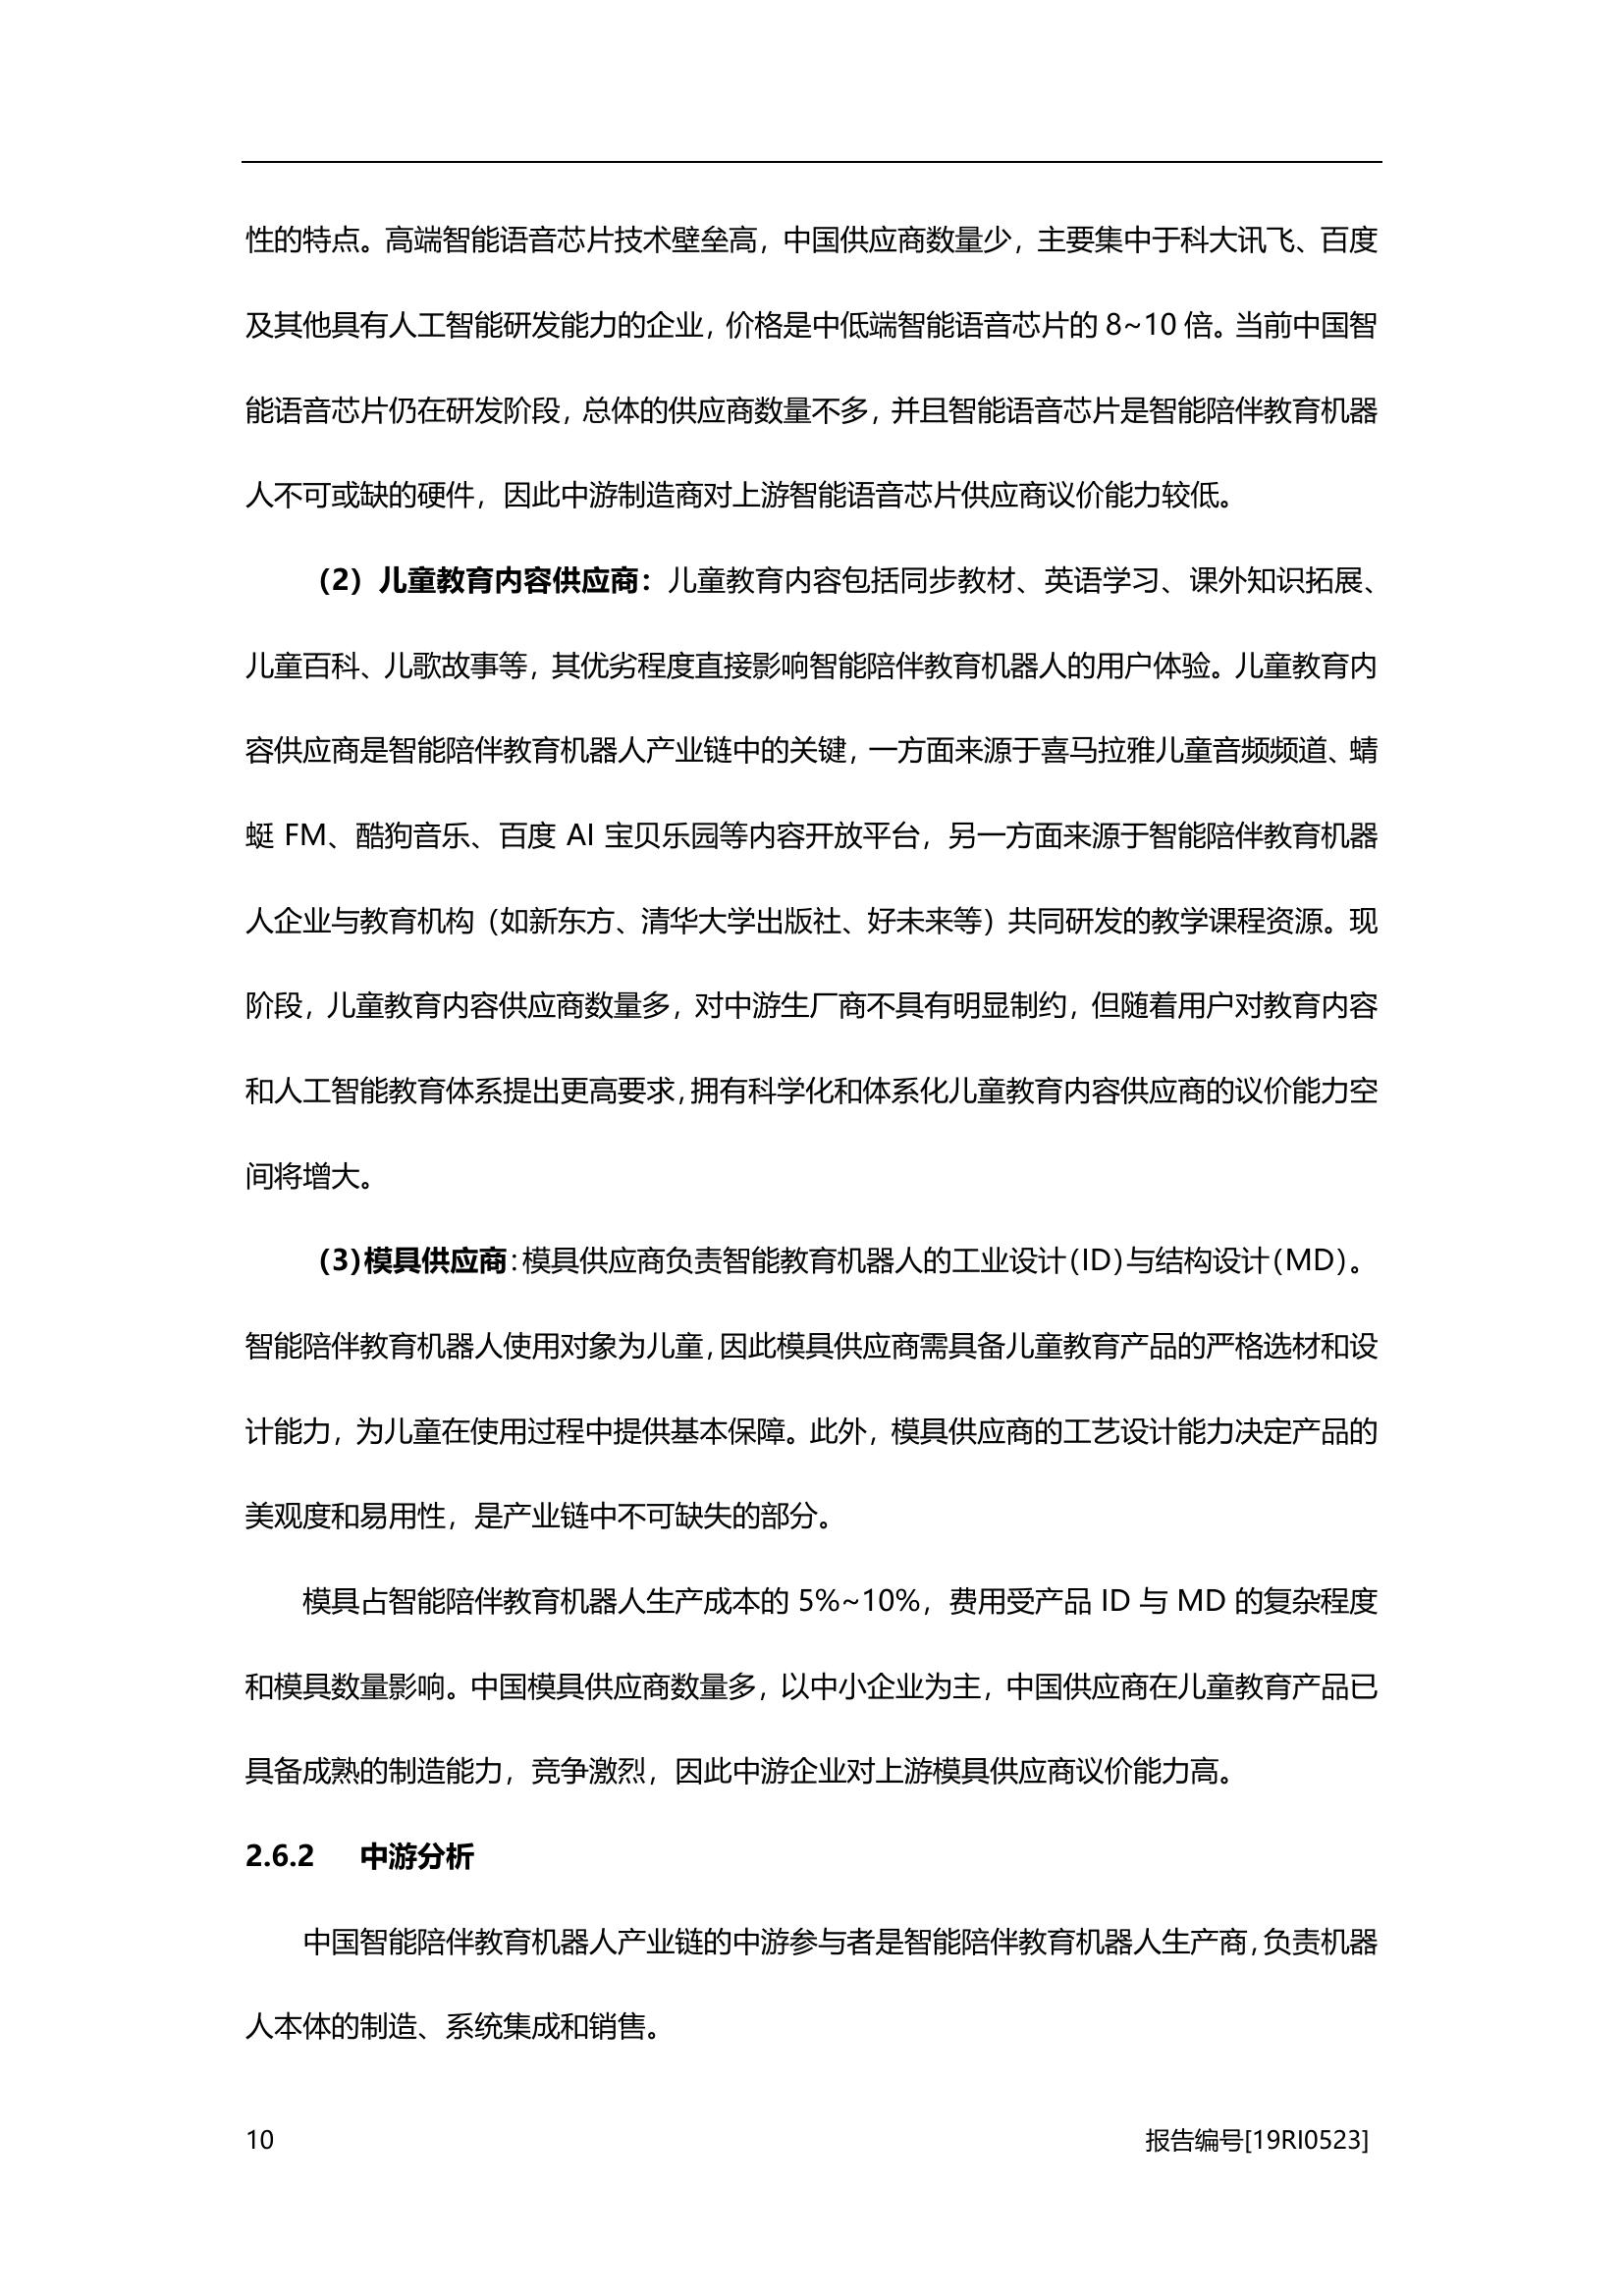 性的特点。高端智能语音芯片技术壁垒高，中国供应商数量少，主要集中于科大讯飞、百度
及其他具有人工智能研发能力的企业，价格是中低端智能语音芯片的 8~10 倍。当前中国智
能语音芯片仍在研发阶段，总体的供应商数量不多，并且智能语音芯片是智能陪伴教育机器
人不可或缺的硬件，因此中游制造商对上游智能语音芯片供应商议价能力较低。
（2）儿童教育内容供应商：儿童教育内容包括同步教材、英语学习、课外知识拓展、
儿童百科、儿歌故事等，其优劣程度直接影响智能陪伴教育机器人的用户体验。儿童教育内
容供应商是智能陪伴教育机器人产业链中的关键，一方面来源于喜马拉雅儿童音频频道、蜻
蜓 FM、酷狗音乐、百度 AI 宝贝乐园等内容开放平台，另一方面来源于智能陪伴教育机器
人企业与教育机构（如新东方、清华大学出版社、好未来等）共同研发的教学课程资源。现
阶段，儿童教育内容供应商数量多，对中游生厂商不具有明显制约，但随着用户对教育内容
和人工智能教育体系提出更高要求，拥有科学化和体系化儿童教育内容供应商的议价能力空
间将增大。
（3）模具供应商：模具供应商负责智能教育机器人的工业设计（ID）与结构设计（MD）。
智能陪伴教育机器人使用对象为儿童，因此模具供应商需具备儿童教育产品的严格选材和设
计能力，为儿童在使用过程中提供基本保障。此外，模具供应商的工艺设计能力决定产品的
美观度和易用性，是产业链中不可缺失的部分。
模具占智能陪伴教育机器人生产成本的 5%~10%，费用受产品 ID 与 MD 的复杂程度
和模具数量影响。中国模具供应商数量多，以中小企业为主，中国供应商在儿童教育产品已
具备成熟的制造能力，竞争激烈，因此中游企业对上游模具供应商议价能力高。
2.6.2 中游分析
中国智能陪伴教育机器人产业链的中游参与者是智能陪伴教育机器人生产商，负责机器
人本体的制造、系统集成和销售。
10 报告编号[19RI0523]